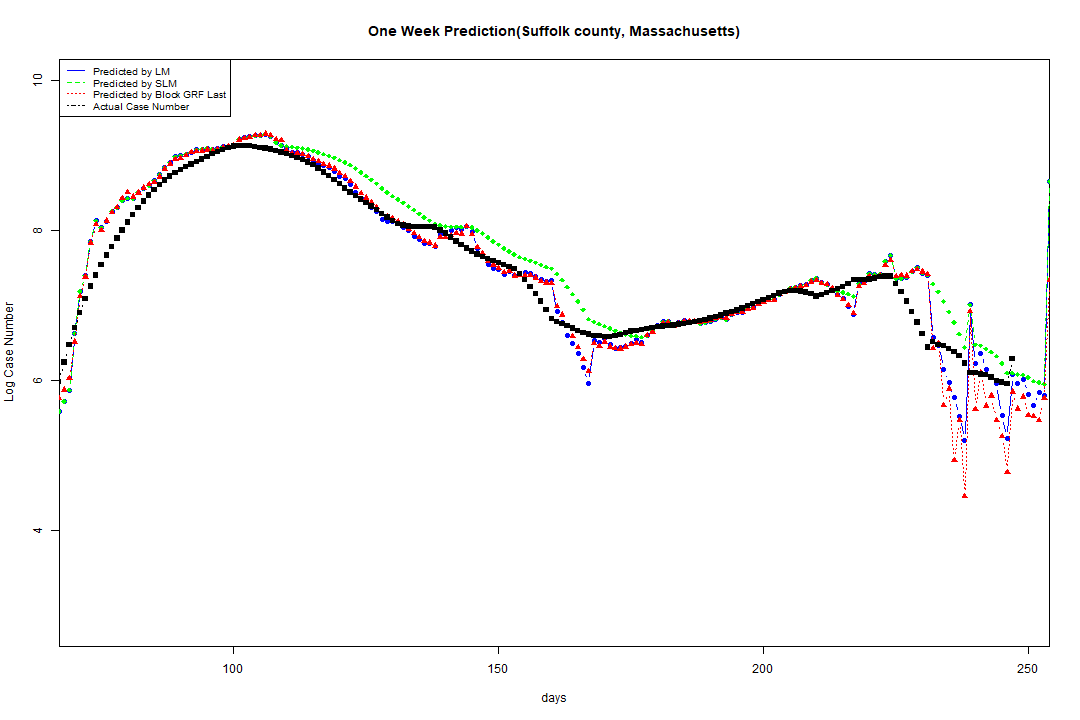 One Week Prediction(Suffolk county, Massachusetts)
Predicted by LM
Predicted by SLM
Predicted by Block GRF Last
Actual Case Number
10
8
6
4
Log Case Number
100
150
200
250
days